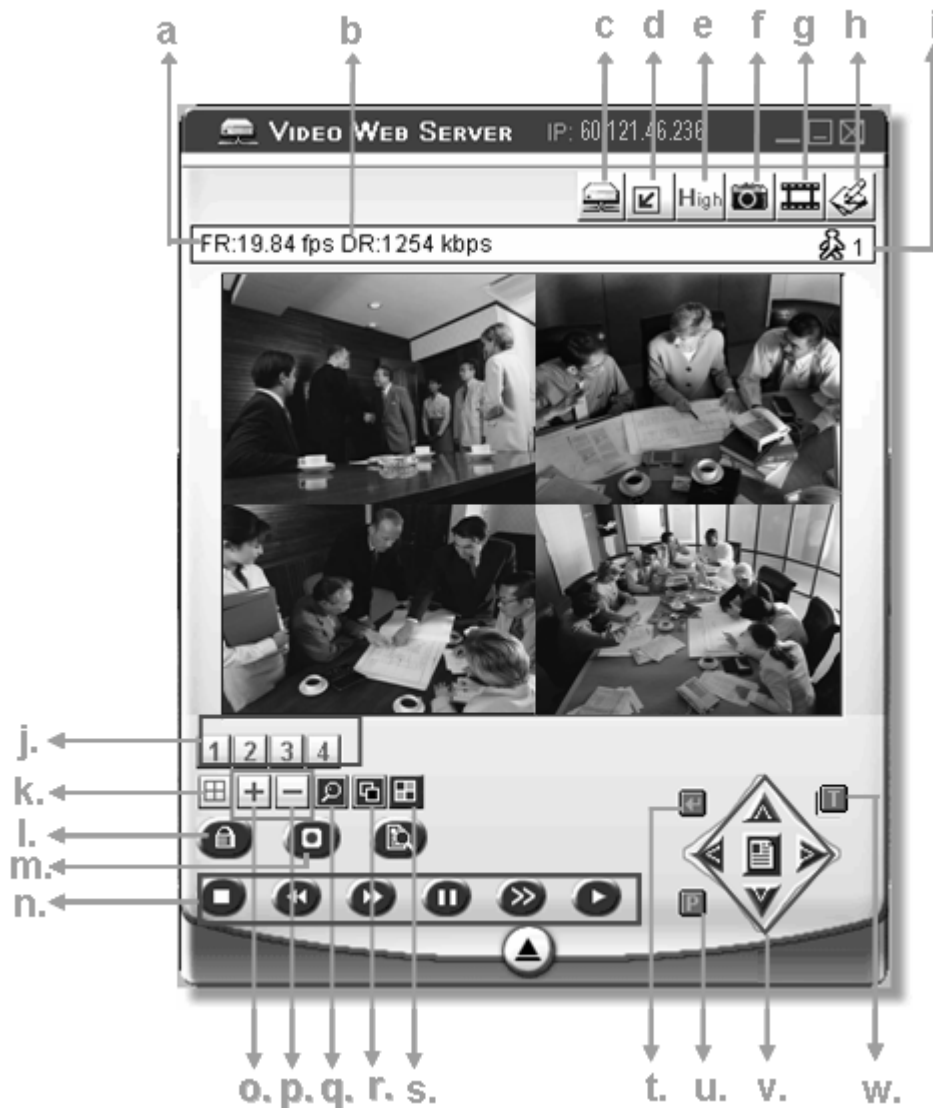 a b c d e f g h i
VIDEO WEB SERVER IP: 60.121.46.236
High
FR:19.84 fps DR:1254 kbps 1
j.
1 2 3 4
k.
l.
T
m.
n.
P
o. p. q. r. s. t. u. v. w.